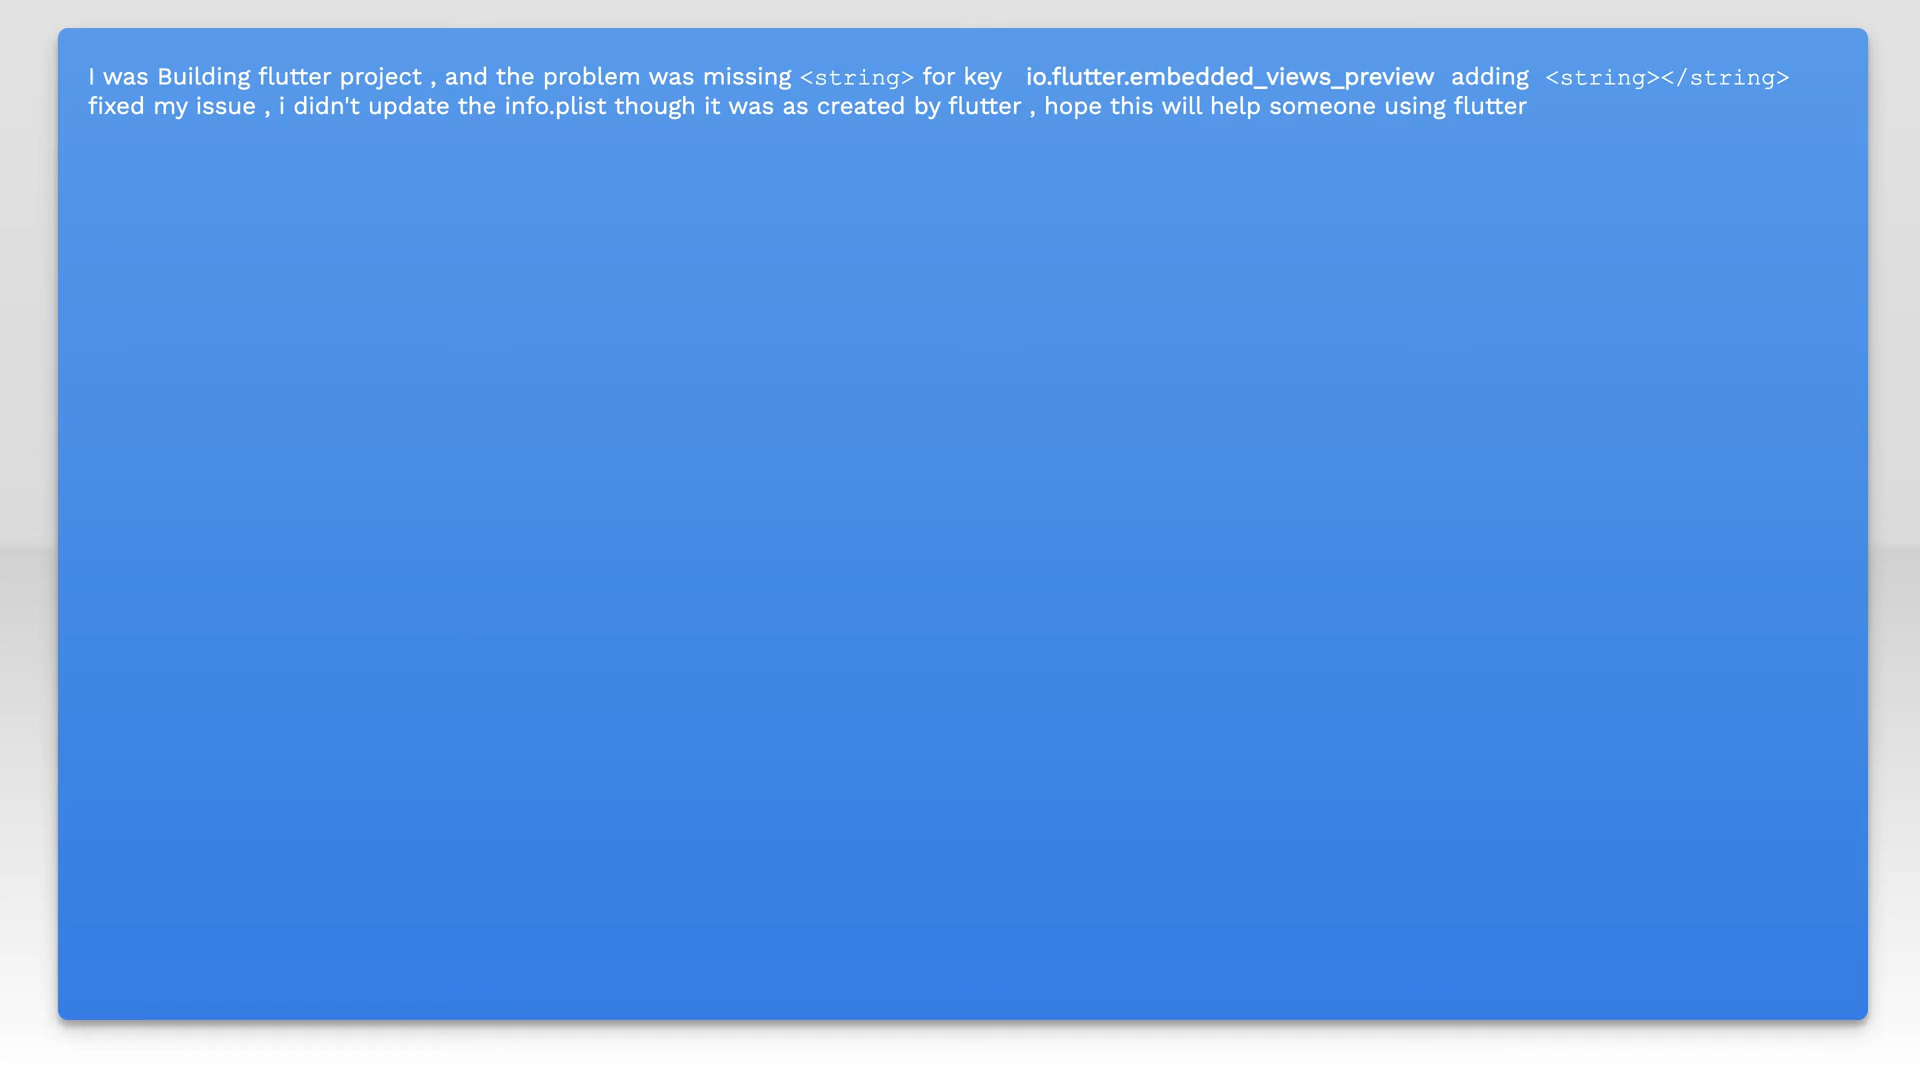 I was Building flutter project , and the problem was missing <string> for key io.flutter.embedded_views_preview adding <string></string>
fixed my issue , i didn't update the info.plist though it was as created by flutter , hope this will help someone using flutter